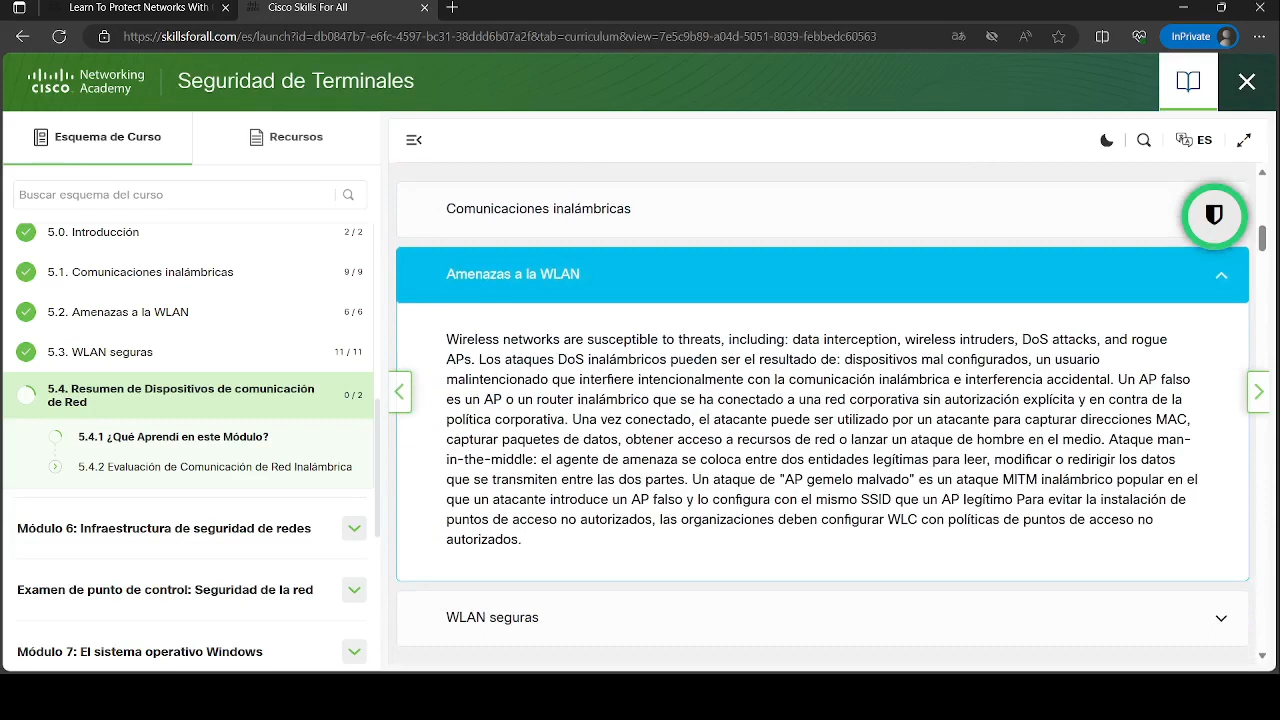 Learn To Protect Networks With
Cisco Skills For All
https://skillsforall.com/es/launch?id=db0847b7-e6fc-4597-bc31-38ddd6b07a2f&tab=curriculum&view=7e5c9b89-a04d-5051-8039-febbedc60563
InPrivate
CISCO Networking Academy
Seguridad de Terminales
Esquema de Curso
Recursos
ES
Buscar esquema del curso
5.0. Introducción 2 / 2
5.1. Comunicaciones inalámbricas 9 / 9
5.2. Amenazas a la WLAN 6 / 6
5.3. WLAN seguras 11 / 11
5.4. Resumen de Dispositivos de comunicación
de Red 0 / 2
5.4.1 ¿Qué Aprendí en este Módulo?
5.4.2 Evaluación de Comunicación de Red Inalámbrica
Módulo 6: Infraestructura de seguridad de redes
Examen de punto de control: Seguridad de la red
Módulo 7: El sistema operativo Windows
Comunicaciones inalámbricas
Amenazas a la WLAN
Wireless networks are susceptible to threats, including: data interception, wireless intruders, DoS attacks, and rogue
APs. Los ataques DoS inalámbricos pueden ser el resultado de: dispositivos mal configurados, un usuario
malintencionado que interfiere intencionalmente con la comunicación inalámbrica e interferencia accidental. Un AP falso
es un AP o un router inalámbrico que se ha conectado a una red corporativa sin autorización explícita y en contra de la
política corporativa. Una vez conectado, el atacante puede ser utilizado por un atacante para capturar direcciones MAC,
capturar paquetes de datos, obtener acceso a recursos de red o lanzar un ataque de hombre en el medio. Ataque man-
in-the-middle: el agente de amenaza se coloca entre dos entidades legítimas para leer, modificar o redirigir los datos
que se transmiten entre las dos partes. Un ataque de "AP gemelo malvado" es un ataque MITM inalámbrico popular en el
que un atacante introduce un AP falso y lo configura con el mismo SSID que un AP legítimo Para evitar la instalación de
puntos de acceso no autorizados, las organizaciones deben configurar WLC con políticas de puntos de acceso no
autorizados.
WLAN seguras